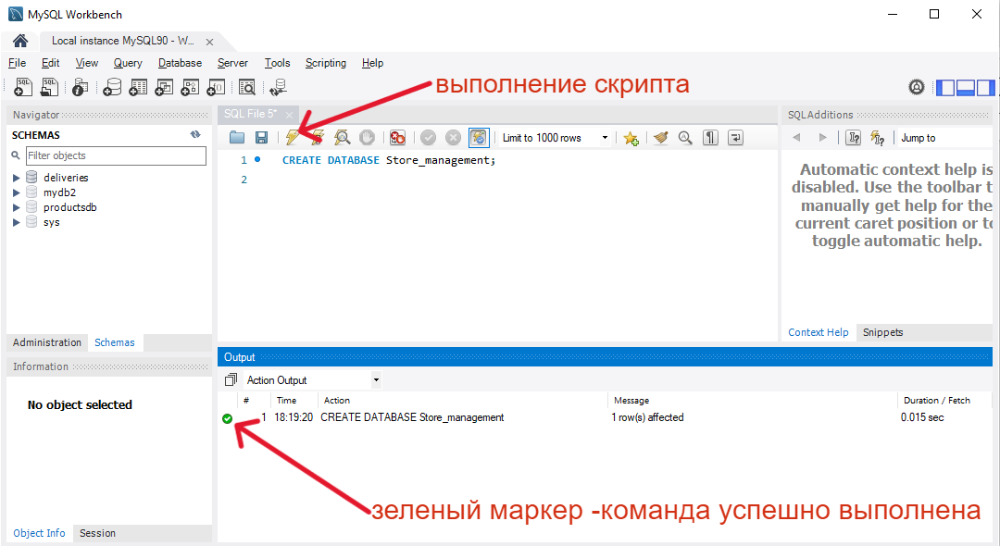 MySQL Workbench
Local instance MySQL90 - W...
File Edit View Query Database Server Tools Scripting Help
выполнение скрипта
Navigator
SCHEMAS
Filter objects
deliveries
mydb2
productsdb
sys
Administration Schemas
Information
No object selected
Object Info Session
SQL File 5*
Limit to 1000 rows
1 CREATE DATABASE Store_management;
2
SQLAdditions
Jump to
Automatic context help is
disabled. Use the toolbar t
manually get help for the
current caret position or to
toggle automatic help.
Context Help Snippets
Output
Action Output
# Time Action Message Duration / Fetch
1 18:19:20 CREATE DATABASE Store_management 1 row(s) affected 0.015 sec
зеленый маркер -команда успешно выполнена